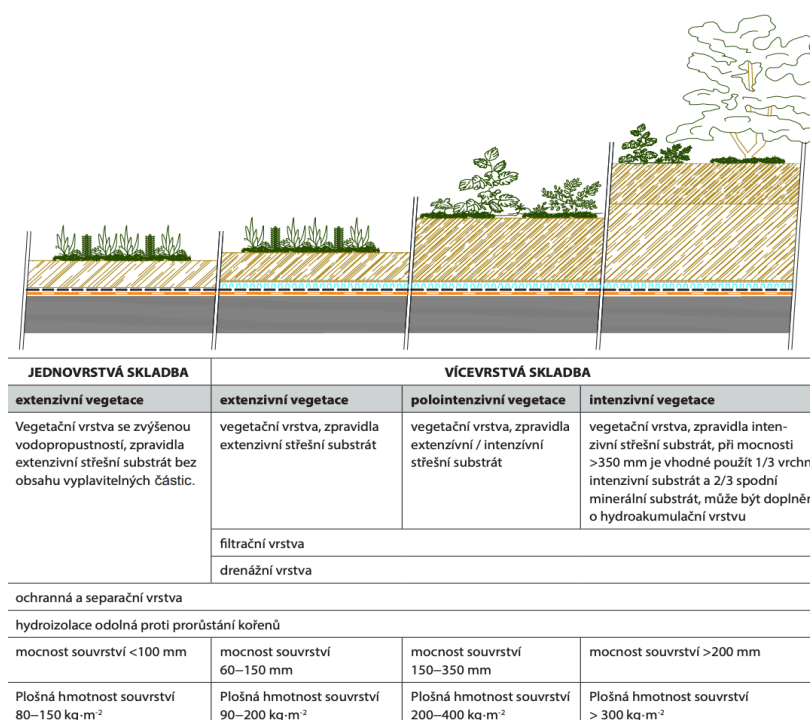 JEDNOVRSTVÁ SKLADBA
VÍCEVRSTVÁ SKLADBA
extenzivní vegetace
extenzivní vegetace
polointenzivní vegetace
intenzivní vegetace
Vegetační vrstva se zvýšenou
vodopropustností, zpravidla
extenzivní střešní substrát bez
obsahu vyplavitelných částic.
vegetační vrstva, zpravidla
extenzivní střešní substrát
vegetační vrstva, zpravidla
extenzívní / intenzívní
střešní substrát
vegetační vrstva, zpravidla inten-
zivní střešní substrát, při mocnosti
>350 mm je vhodné použít 1/3 vrchn
intenzivní substrát a 2/3 spodní
minerální substrát, může být doplněn
o hydroakumulační vrstvu
filtrační vrstva
drenážní vrstva
ochranná a separační vrstva
hydroizolace odolná proti prorůstání kořenů
mocnost souvrství <100 mm
mocnost souvrství
60–150 mm
mocnost souvrství
150–350 mm
mocnost souvrství >200 mm
Plošná hmotnost souvrství
80–150 kg·m⁻²
Plošná hmotnost souvrství
90–200 kg·m⁻²
Plošná hmotnost souvrství
200–400 kg·m⁻²
Plošná hmotnost souvrství
> 300 kg·m⁻²